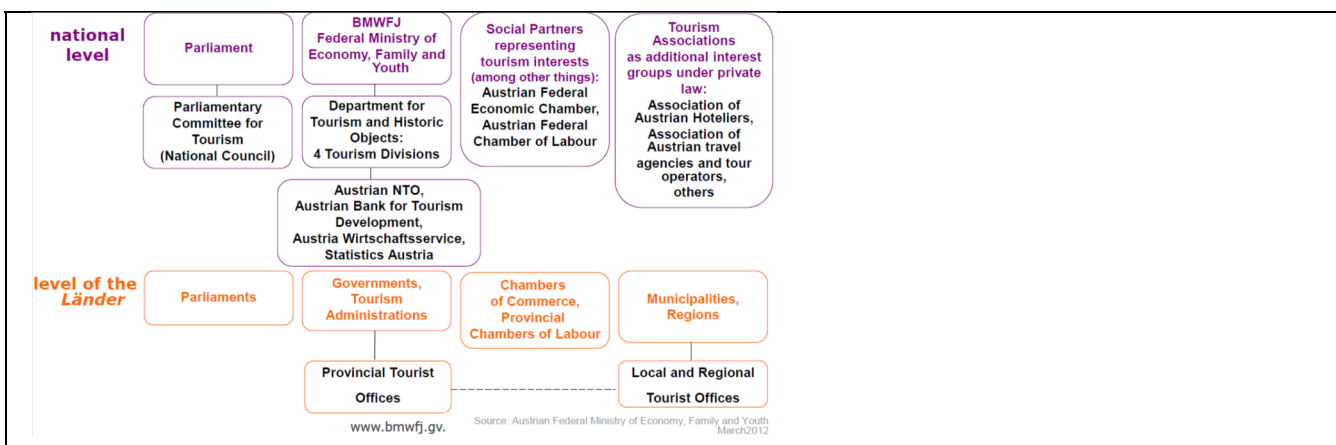 national
level
Parliament
BMWFJ
Federal Ministry of
Economy, Family and
Youth
Social Partners
representing
tourism interests
(among other things):
Austrian Federal
Economic Chamber,
Austrian Federal
Chamber of Labour
Tourism
Associations
as additional interest
groups under private
law:
Association of
Austrian Hoteliers,
Association of
Austrian travel
agencies and tour
operators,
others
Parliamentary
Committee for
Tourism
(National Council)
Department for
Tourism and Historic
Objects:
4 Tourism Divisions
Austrian NTO,
Austrian Bank for Tourism
Development,
Austria Wirtschaftsservice,
Statistics Austria
level of the
Länder
Parliaments
Governments,
Tourism
Administrations
Chambers
of Commerce,
Provincial
Chambers of Labour
Municipalities,
Regions
Provincial Tourist
Offices
Local and Regional
Tourist Offices
www.bmwfj.gv.
Source: Austrian Federal Ministry of Economy, Family and Youth
March2012